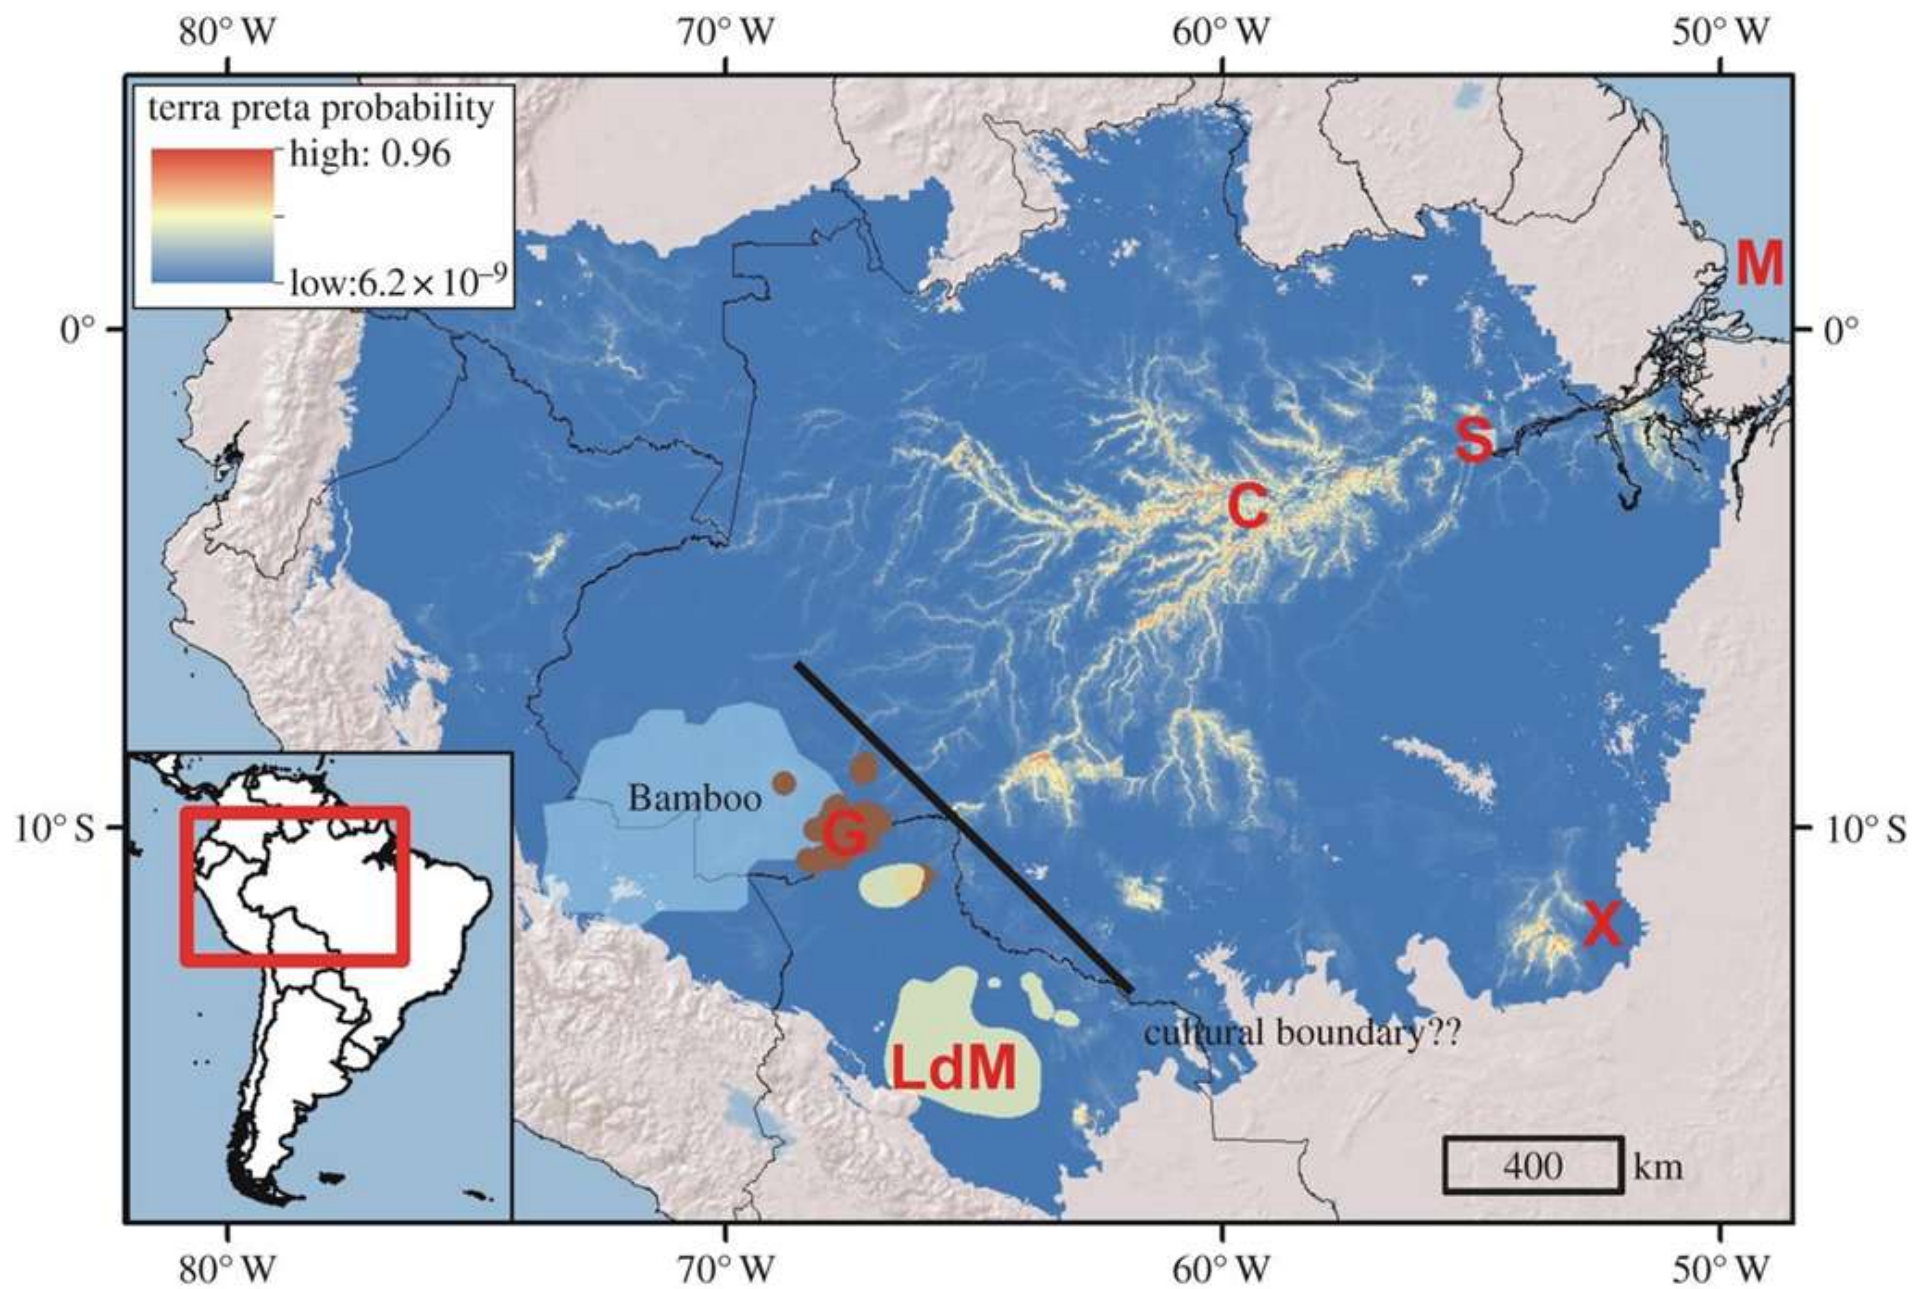 80° W 70° W 60° W 50° W
terra preta probability
high: 0.96
low:6.2 × 10⁻⁹
M
0° 0°
S
C
Bamboo
10° S G 10° S
X
cultural boundary??
LdM
400 km
80° W 70° W 60° W 50° W